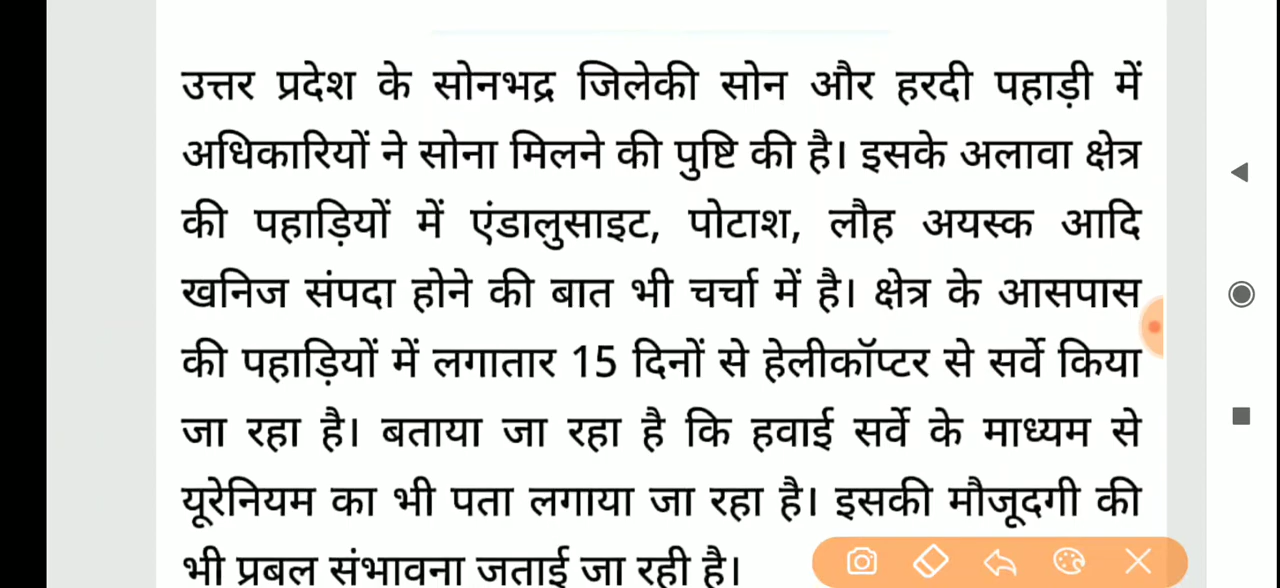 उत्तर प्रदेश के सोनभद्र जिलेकी सोन और हरदी पहाड़ी में
अधिकारियों ने सोना मिलने की पुष्टि की है। इसके अलावा क्षेत्र
की पहाड़ियों में एंडालुसाइट, पोटाश, लौह अयस्क आदि
खनिज संपदा होने की बात भी चर्चा में है। क्षेत्र के आसपास
की पहाड़ियों में लगातार 15 दिनों से हेलीकॉप्टर से सर्वे किया
जा रहा है। बताया जा रहा है कि हवाई सर्वे के माध्यम से
यूरेनियम का भी पता लगाया जा रहा है। इसकी मौजूदगी की
भी प्रबल संभावना जताई जा रही है।